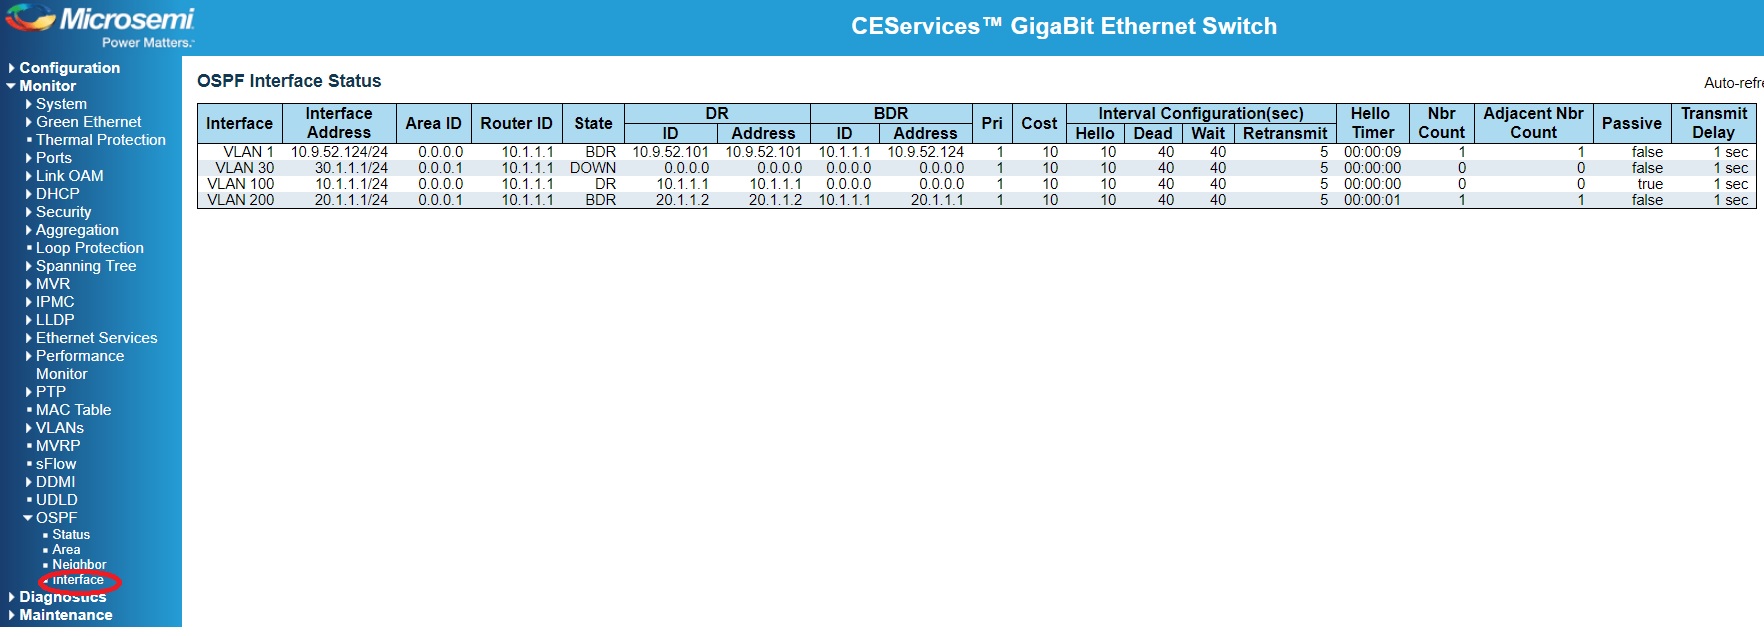 Microsemi.
Power Matters.™
CEServices™ GigaBit Ethernet Switch
Configuration
Monitor
System
Green Ethernet
Thermal Protection
Ports
Link OAM
DHCP
Security
Aggregation
Loop Protection
Spanning Tree
MVR
IPMC
LLDP
Ethernet Services
Performance
Monitor
PTP
MAC Table
VLANs
MVRP
sFlow
DDMI
UDLD
OSPF
Status
Area
Neighbor
Interface
Diagnostics
Maintenance
OSPF Interface Status
Auto-refre
Interface Interface Address Area ID Router ID State DR BDR Pri Cost Interval Configuration(sec) Hello Timer Nbr Count Adjacent Nbr Count Passive Transmit Delay
ID Address ID Address Hello Dead Wait Retransmit
VLAN 1 10.9.52.124/24 0.0.0.0 10.1.1.1 BDR 10.9.52.101 10.9.52.101 10.1.1.1 10.9.52.124 1 10 10 40 40 5 00:00:09 1 1 false 1 sec
VLAN 30 30.1.1.1/24 0.0.0.1 10.1.1.1 DOWN 0.0.0.0 0.0.0.0 0.0.0.0 0.0.0.0 1 10 10 40 40 5 00:00:00 0 0 false 1 sec
VLAN 100 10.1.1.1/24 0.0.0.0 10.1.1.1 DR 10.1.1.1 10.1.1.1 0.0.0.0 0.0.0.0 1 10 10 40 40 5 00:00:00 0 0 true 1 sec
VLAN 200 20.1.1.1/24 0.0.0.1 10.1.1.1 BDR 20.1.1.2 20.1.1.2 10.1.1.1 20.1.1.1 1 10 10 40 40 5 00:00:01 1 1 false 1 sec